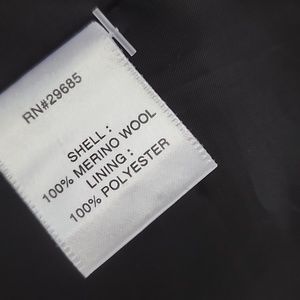 RN#29685
SHELL :
100% MERINO WOOL
LINING :
100% POLYESTER